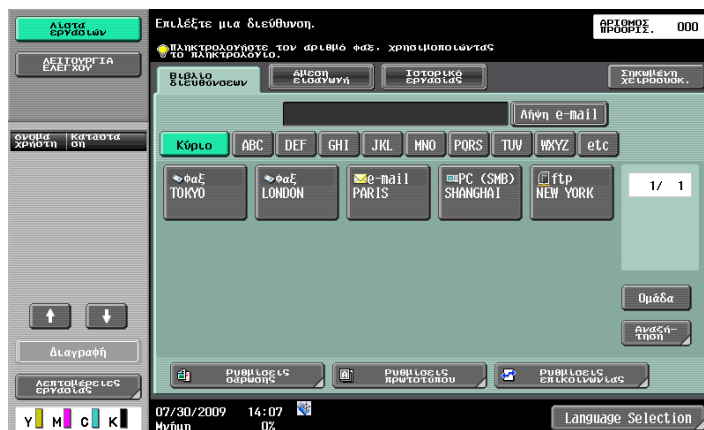 Λίστα
εργασιών
ΛΕΙΤΟΥΡΓΙΑ
ΕΛΕΓΧΟΥ
όνομα
χρήστη
Κατάστα
ση
Διαγραφή
Λεπτομέρειες
εργασίας
Y M C K
Επιλέξτε μια διεύθυνση.
Πληκτρολογήστε τον αριθμό φαξ, χρησιμοποιώντας
το πληκτρολόγιο.
ΑΡΙΘΜΟΣ
ΠΡΟΟΡΙΣ. 000
Βιβλίο
διευθύνσεων
Άμεση
εισαγωγή
Ιστορικό
εργασίας
Σηκωμένη
χειροσυσκ.
Λήψη e-mail
Κύριο ABC DEF GHI JKL MNO PQRS TUV WXYZ etc
Φαξ
TOKYO
Φαξ
LONDON
e-mail
PARIS
PC (SMB)
SHANGHAI
ftp
NEW YORK
1/ 1
Ομάδα
Αναζή-
τηση
Ρυθμίσεις
σάρωσης
Ρυθμίσεις
πρωτοτύπου
Ρυθμίσεις
επικοινωνίας
07/30/2009 14:07
Μνήμη 0%
Language Selection